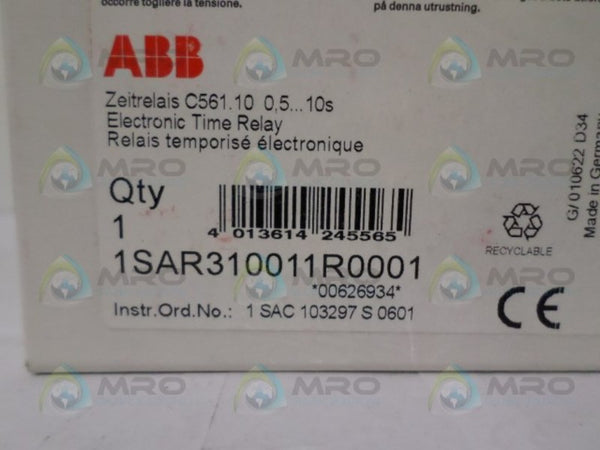 occorre togliere la tensione.
på denna utrustning.
ABB
Zeitrelais C561.10 0,5...10s
Electronic Time Relay
Relais temporisé électronique
Qty
1
4 013614 245565
1SAR310011R0001
*00626934*
Instr.Ord.No.: 1 SAC 103297 S 0601
RECYCLABLE
CE
G/ 010622 D34
Made in Germany
MRO